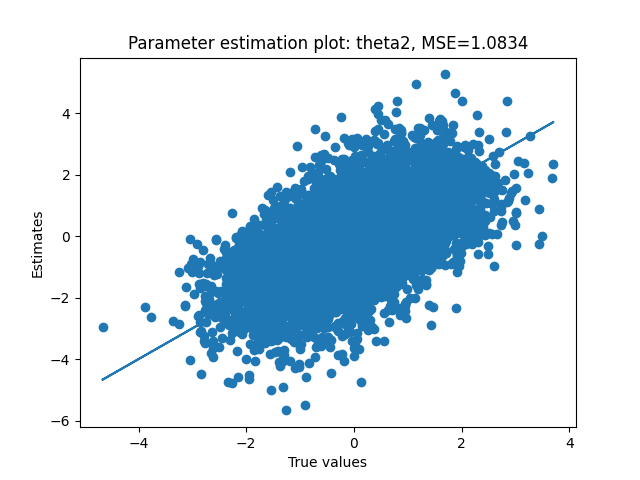 Parameter estimation plot: theta2, MSE=1.0834
4
2
0
−2
−4
−6
Estimates
−4 −2 0 2 4
True values